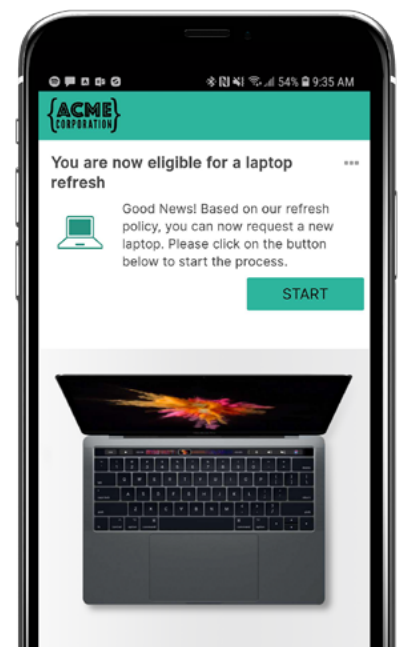 54% 9:35 AM
{ACME}
CORPORATION
You are now eligible for a laptop
refresh
Good News! Based on our refresh
policy, you can now request a new
laptop. Please click on the button
below to start the process.
START